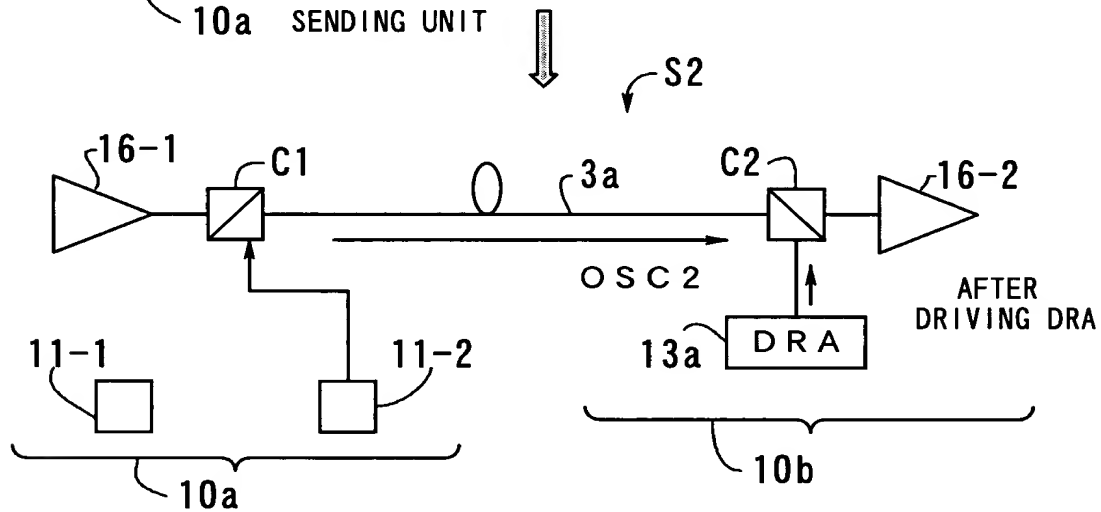 10a SENDING UNIT
S2
16-1
C1
3a
C2
16-2
OSC2
AFTER
DRIVING DRA
13a
DRA
11-1
11-2
10a
10b